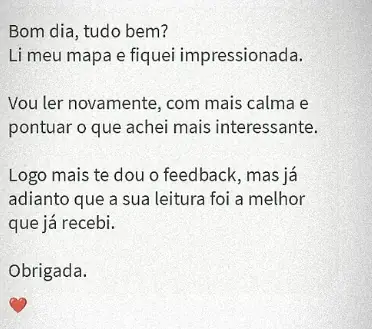 Bom dia, tudo bem?
Li meu mapa e fiquei impressionada.
Vou ler novamente, com mais calma e
pontuar o que achei mais interessante.
Logo mais te dou o feedback, mas já
adianto que a sua leitura foi a melhor
que já recebi.
Obrigada.
❤️